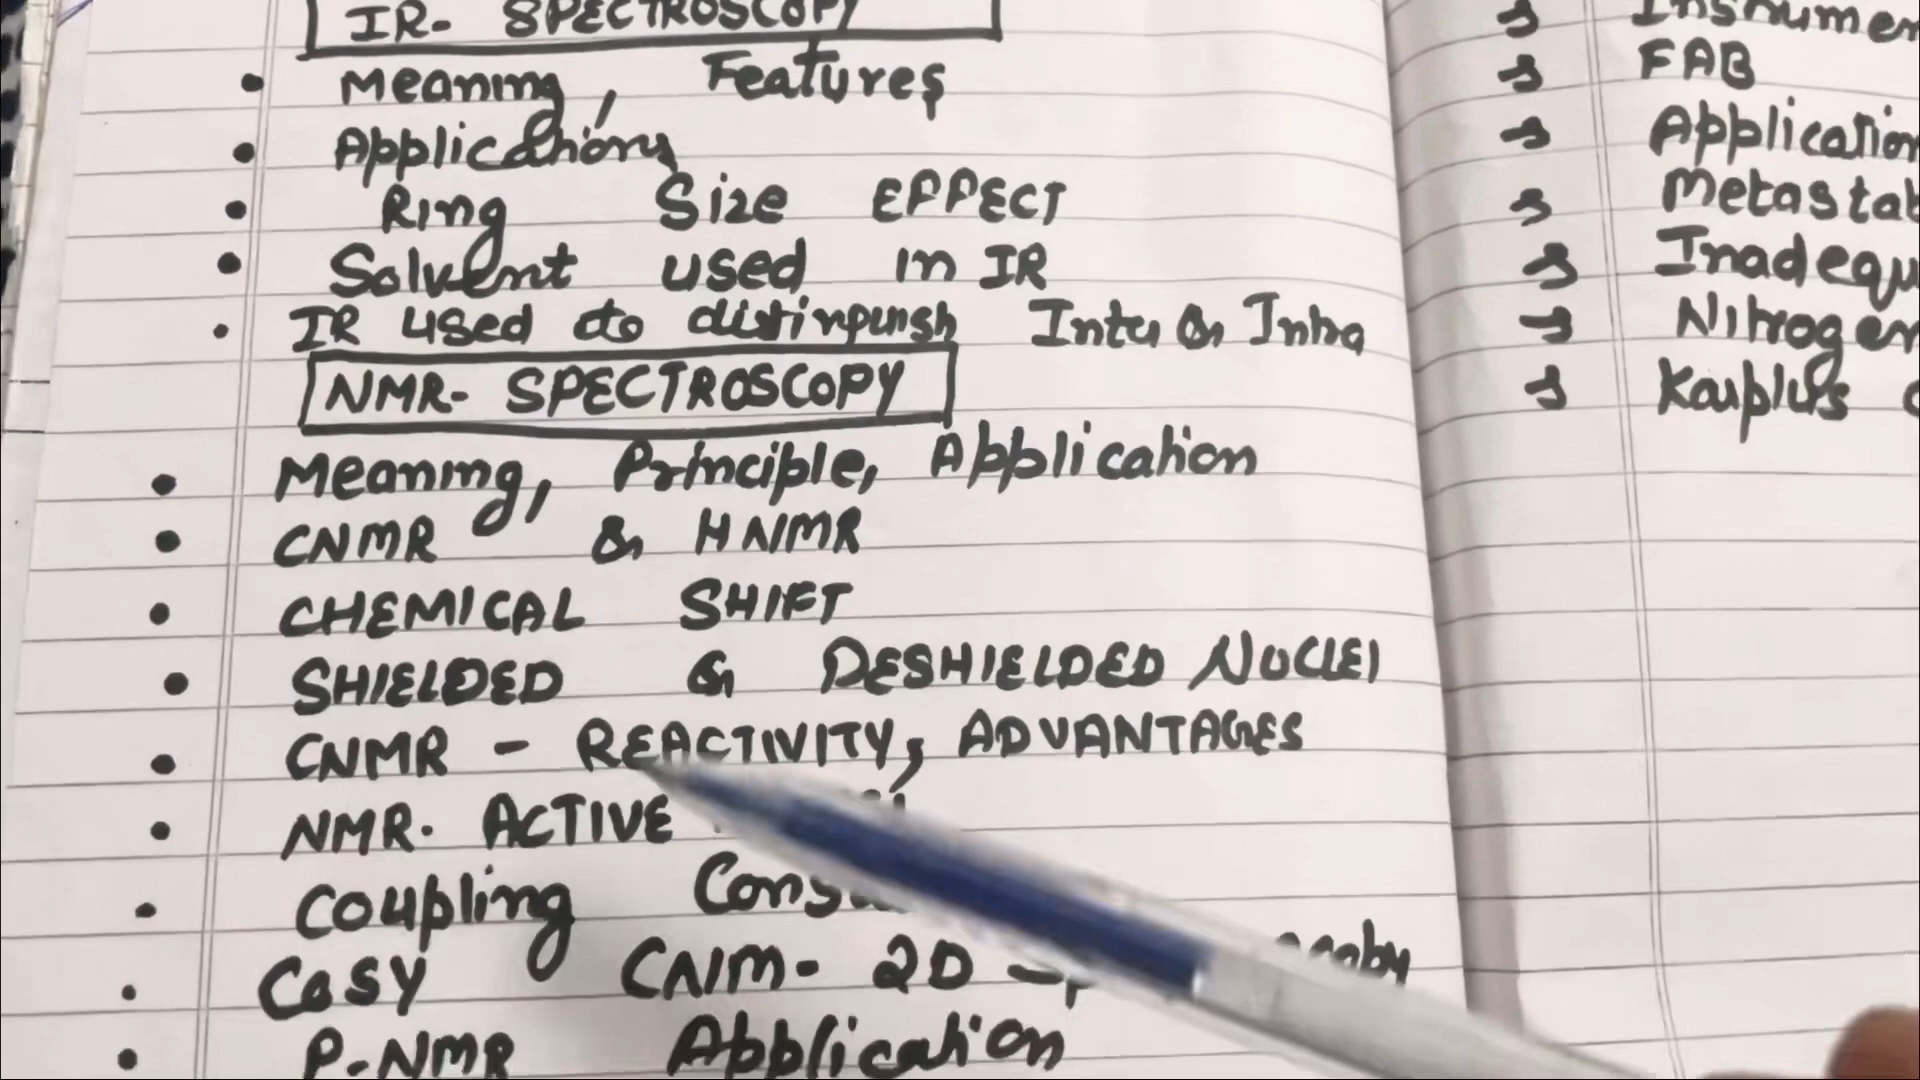 IR- SPECTROSCOPY
• Meaning, Features
• Applications
• Ring Size EFFECT
• Solvent used in IR
• IR used to distinguish Inter & Intra
NMR- SPECTROSCOPY
• Meaning, Principle, Application
• CNMR & HNMR
• CHEMICAL SHIFT
• SHIELDED & DESHIELDED NUCLEI
• CNMR - REACTIVITY, ADVANTAGES
• NMR. ACTIVE
• Coupling
• COSY CNM- 2D -
• P-NMR Application
→ FAB
→ Application
→
→
→ Nitrogen
→ Karplus